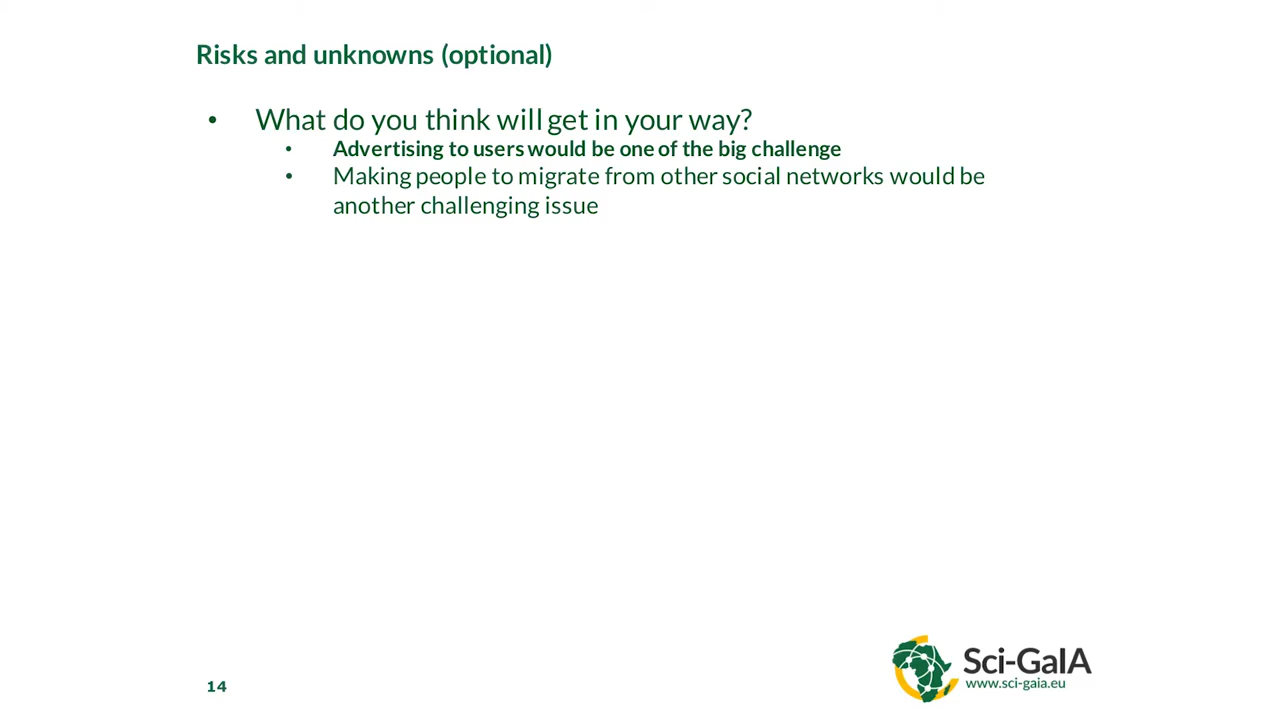 Risks and unknowns (optional)
• What do you think will get in your way?
• Advertising to users would be one of the big challenge
• Making people to migrate from other social networks would be
another challenging issue
14
Sci-GaIA
www.sci-gaia.eu